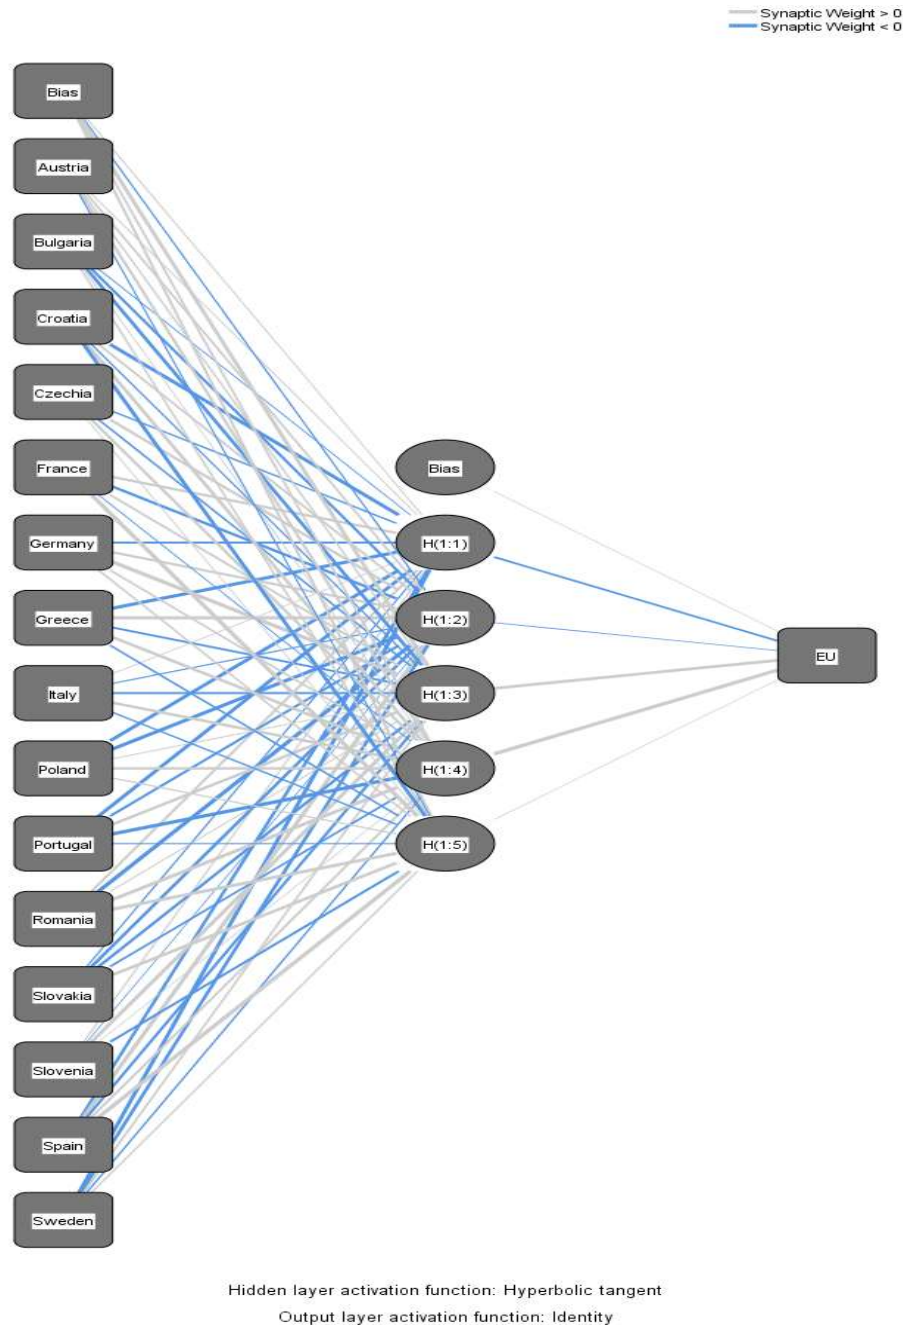 Synaptic Weight > 0
Synaptic Weight < 0
Bias
Austria
Bulgaria
Croatia
Czechia
France
Germany
Greece
Italy
Poland
Portugal
Romania
Slovakia
Slovenia
Spain
Sweden
Bias
H(1:1)
H(1:2)
H(1:3)
H(1:4)
H(1:5)
EU
Hidden layer activation function: Hyperbolic tangent
Output layer activation function: Identity